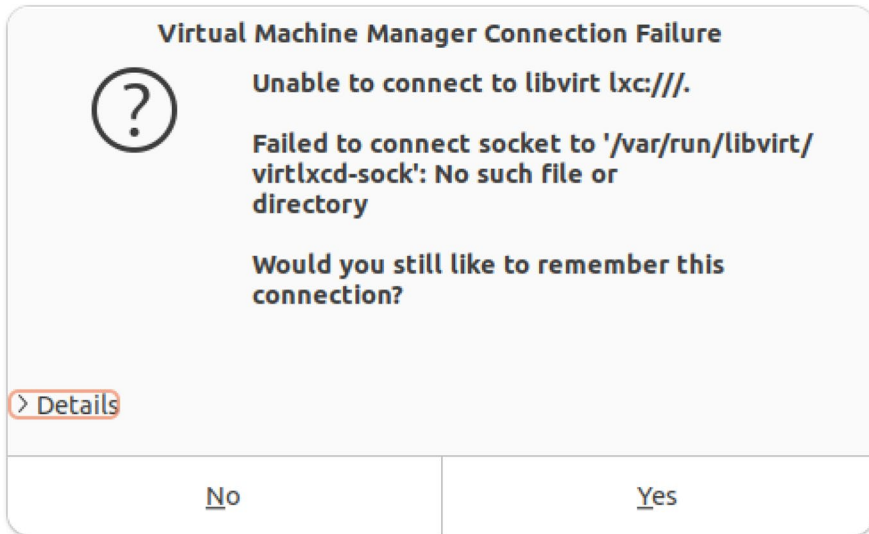 Virtual Machine Manager Connection Failure
Unable to connect to libvirt lxc:///.
Failed to connect socket to '/var/run/libvirt/
virtlxcd-sock': No such file or
directory
Would you still like to remember this
connection?
Details
No
Yes